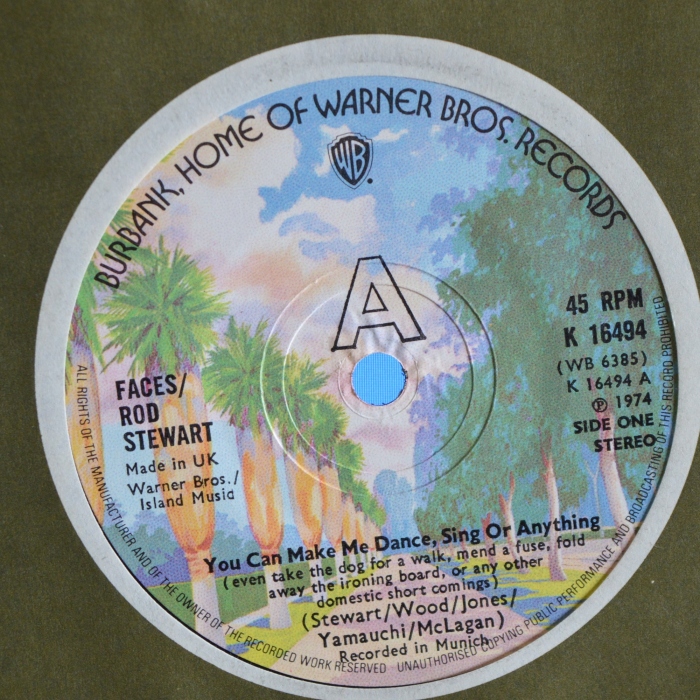 BURBANK, HOME OF WARNER BROS. RECORDS
WB
A
45 RPM
K 16494
(WB 6385)
K 16494 A
℗ 1974
SIDE ONE
STEREO
FACES/
ROD
STEWART
Made in UK
Warner Bros./
Island Music
You Can Make Me Dance, Sing Or Anything
(even take the dog for a walk, mend a fuse, fold
away the ironing board, or any other
domestic short comings)
(Stewart/Wood/Jones/
Yamauchi/McLagan)
Recorded in Munich
ALL RIGHTS OF THE MANUFACTURER AND OF THE OWNER OF THE RECORDED WORK RESERVED · UNAUTHORISED COPYING PUBLIC PERFORMANCE AND BROADCASTING OF THIS RECORD PROHIBITED